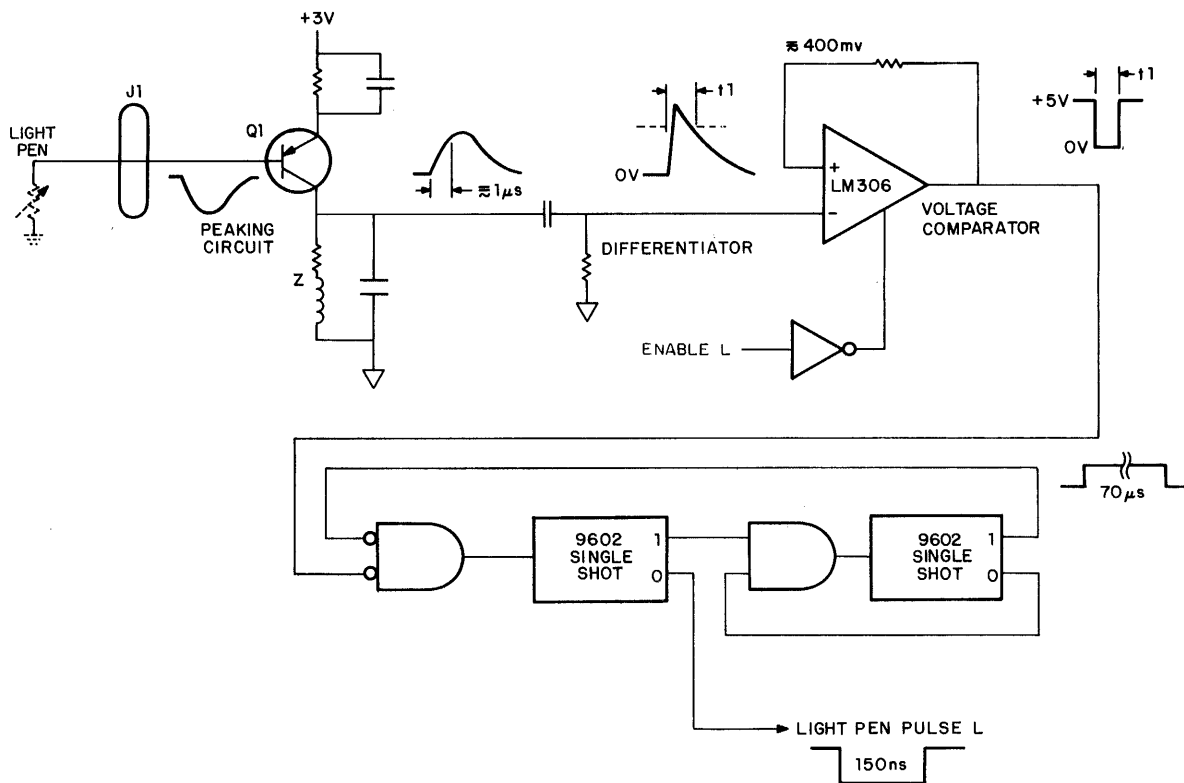 +3V
J1
Q1
LIGHT
PEN
PEAKING
CIRCUIT
≈1μs
Z
t1
0V
DIFFERENTIATOR
≈400mv
+
LM306
-
VOLTAGE
COMPARATOR
t1
+5V
0V
ENABLE L
70μs
9602
SINGLE
SHOT
1
0
9602
SINGLE
SHOT
1
0
LIGHT PEN PULSE L
150ns